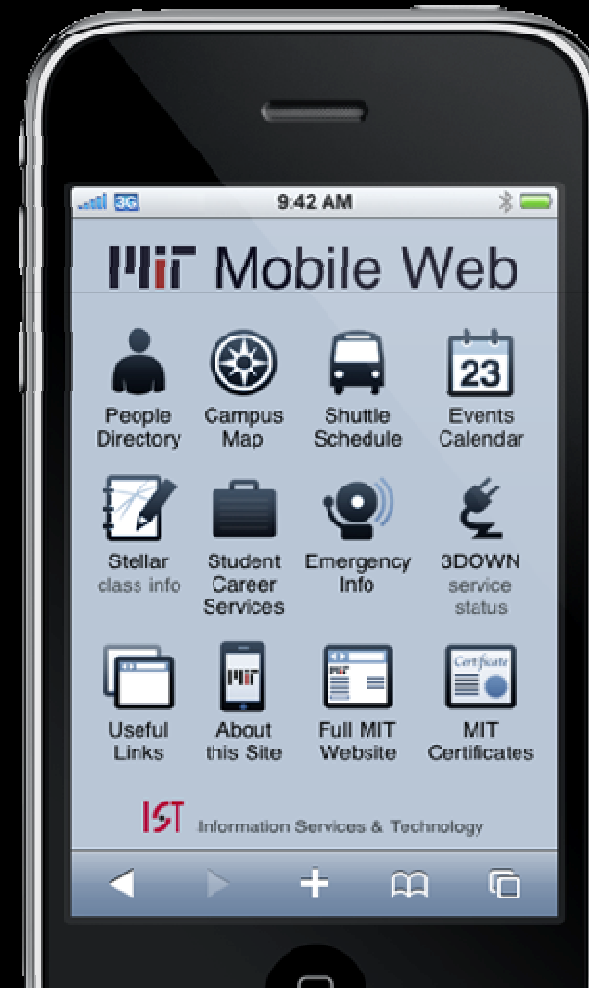 3G 9:42 AM
MIT Mobile Web
23
People Directory
Campus Map
Shuttle Schedule
Events Calendar
Stellar class info
Student Career Services
Emergency Info
3DOWN service status
MIT
MIT
Certificate
Useful Links
About this Site
Full MIT Website
MIT Certificates
IST Information Services & Technology